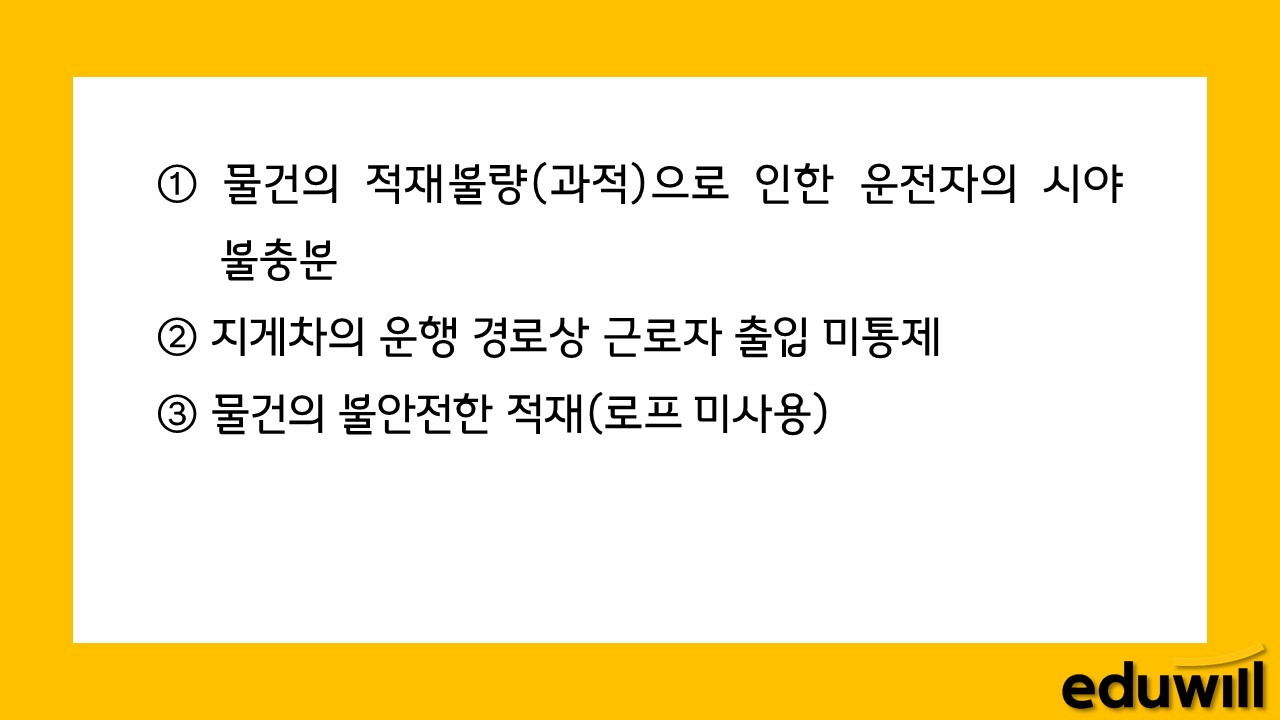 ① 물건의 적재불량(과적)으로 인한 운전자의 시야
불충분
② 지게차의 운행 경로상 근로자 출입 미통제
③ 물건의 불안전한 적재(로프 미사용)
eduwill